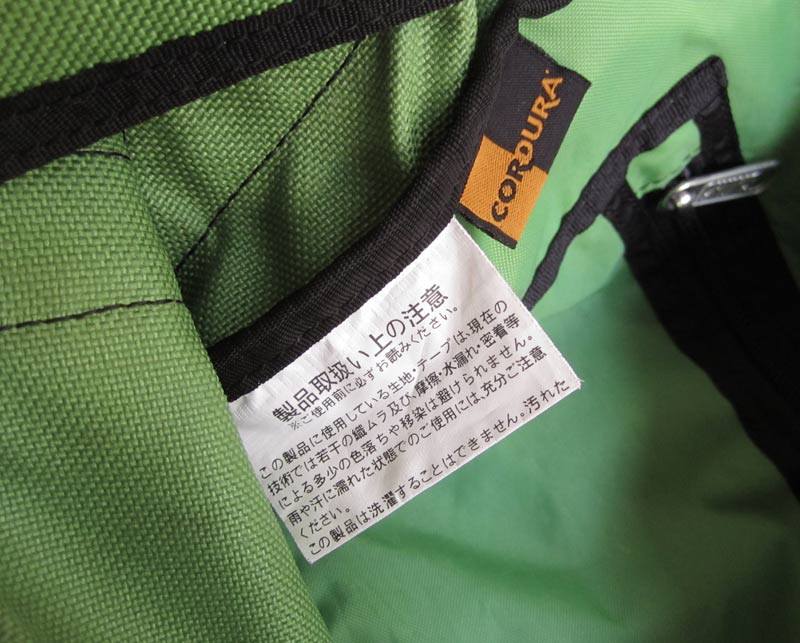 CORDURA
製品取扱い上の注意
※ご使用前に必ずお読みください。
この製品に使用している生地・テープは、現在の
技術では若干の織ムラ及び、摩擦・水漏れ・密着等
による多少の色落ちや移染は避けられません。
雨や汗に濡れた状態でのご使用には、充分ご注意
ください。
この製品は洗濯することはできません。汚れた